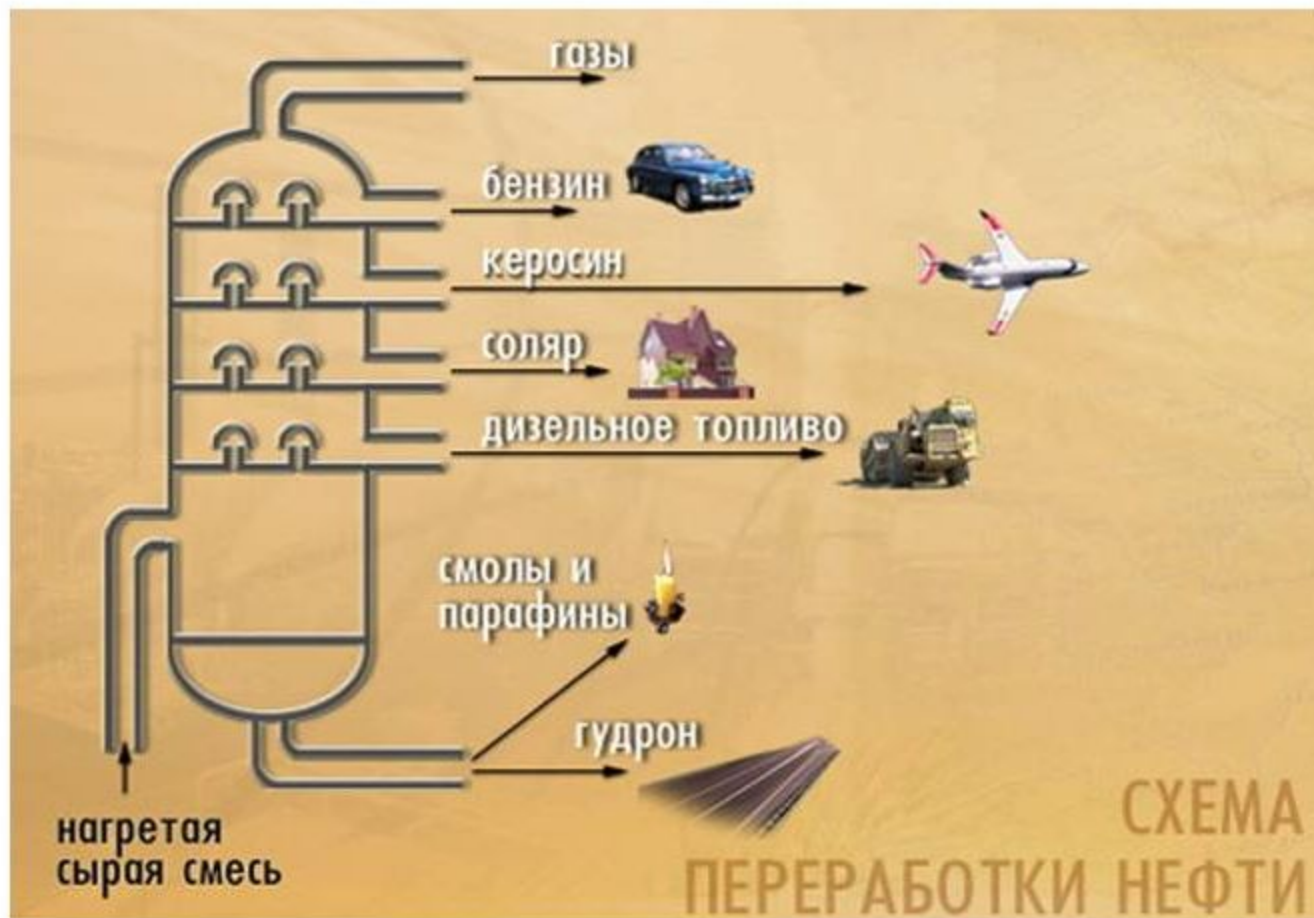 газы
бензин
керосин
соляр
дизельное топливо
смолы и
парафины
гудрон
нагретая
сырая смесь
СХЕМА
ПЕРЕРАБОТКИ НЕФТИ